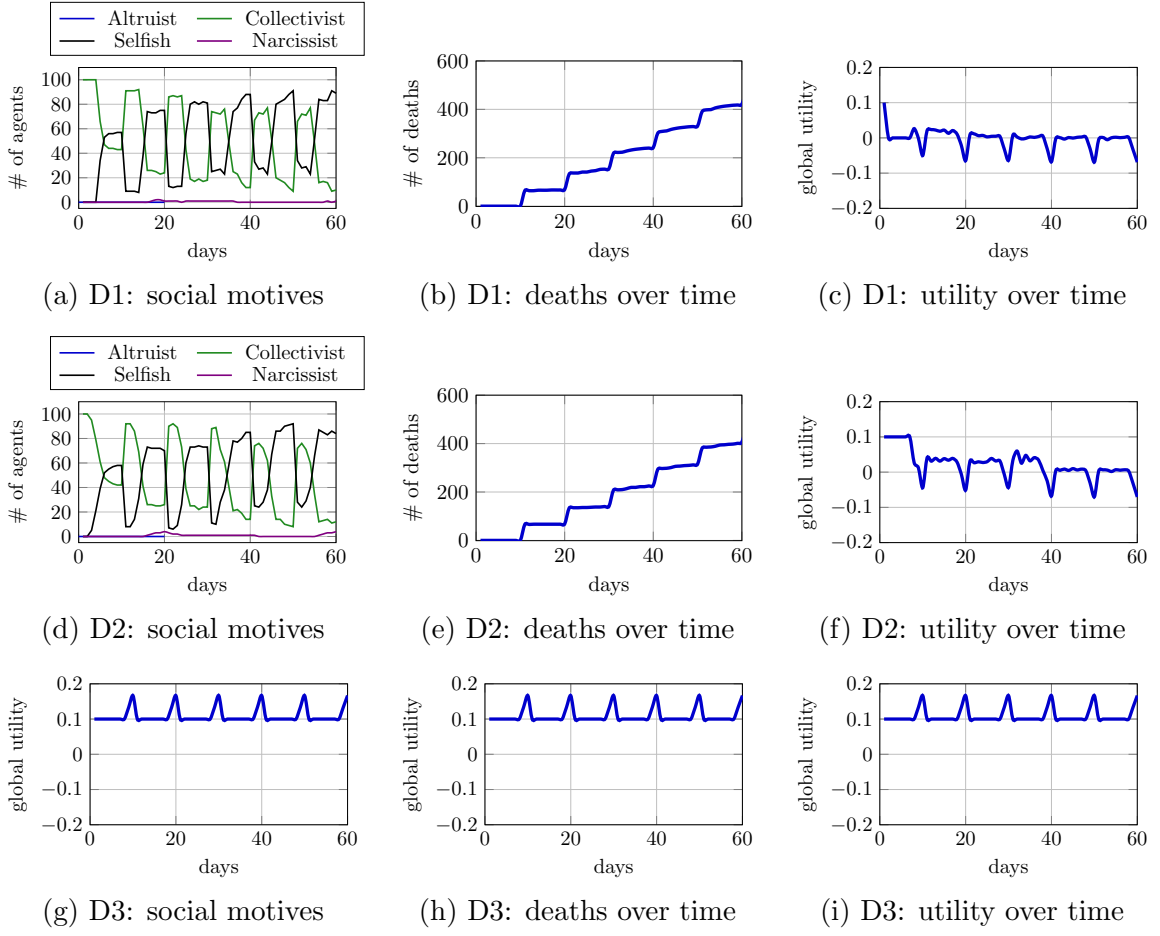 Altruist Collectivist
Selfish Narcissist
100
80
60
40
20
0
# of agents
0 20 40 60
days
(a) D1: social motives
600
400
200
0
# of deaths
0 20 40 60
days
(b) D1: deaths over time
0.2
0.1
0
−0.1
−0.2
global utility
0 20 40 60
days
(c) D1: utility over time
Altruist Collectivist
Selfish Narcissist
100
80
60
40
20
0
# of agents
0 20 40 60
days
(d) D2: social motives
600
400
200
0
# of deaths
0 20 40 60
days
(e) D2: deaths over time
0.2
0.1
0
−0.1
−0.2
global utility
0 20 40 60
days
(f) D2: utility over time
0.2
0.1
0
−0.1
−0.2
global utility
0 20 40 60
days
(g) D3: social motives
0.2
0.1
0
−0.1
−0.2
global utility
0 20 40 60
days
(h) D3: deaths over time
0.2
0.1
0
−0.1
−0.2
global utility
0 20 40 60
days
(i) D3: utility over time